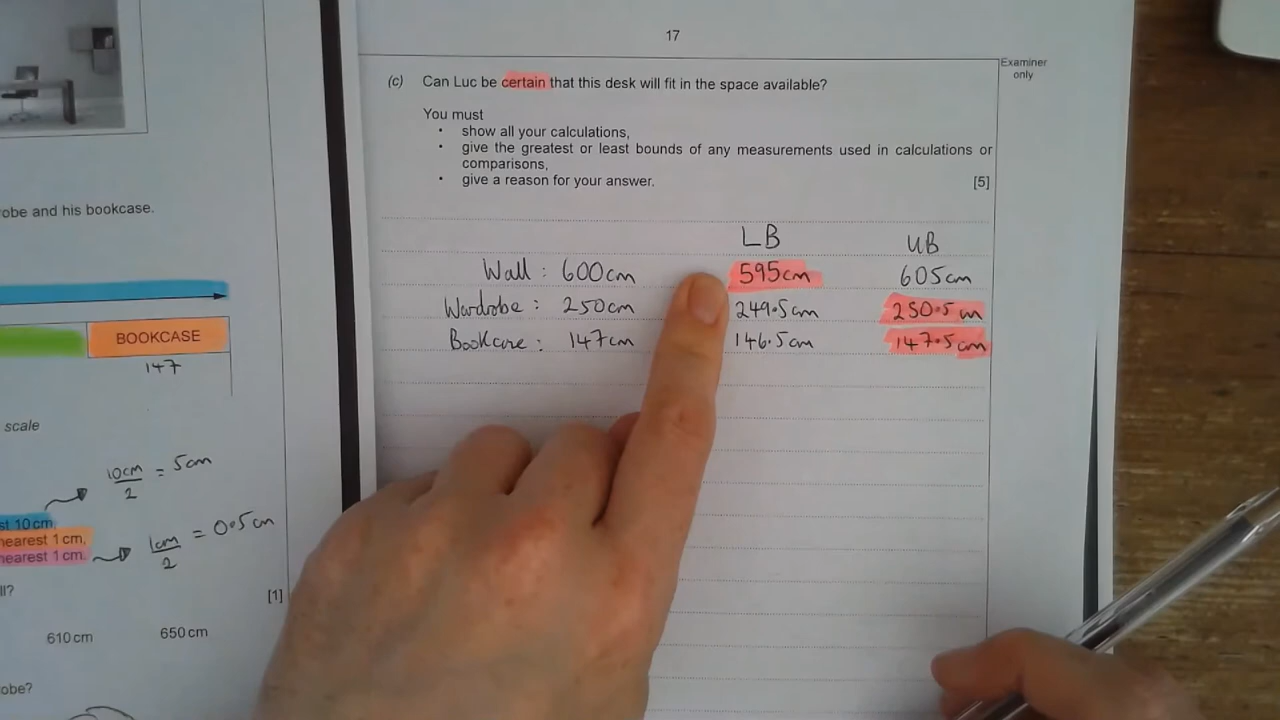 17
Examiner
only
(c) Can Luc be certain that this desk will fit in the space available?
You must
• show all your calculations,
• give the greatest or least bounds of any measurements used in calculations or
comparisons,
• give a reason for your answer. [5]
LB UB
Wall : 600cm 595cm 605cm
Wardrobe : 250cm 249.5cm 250.5 m
Bookcase : 147cm 146.5cm 147.5cm
obe and his bookcase.
BOOKCASE
147
scale
10cm/2 = 5cm
st 10 cm,
nearest 1 cm,
nearest 1 cm.
1cm/2 = 0.5cm
ll?
[1]
610 cm 650 cm
obe?